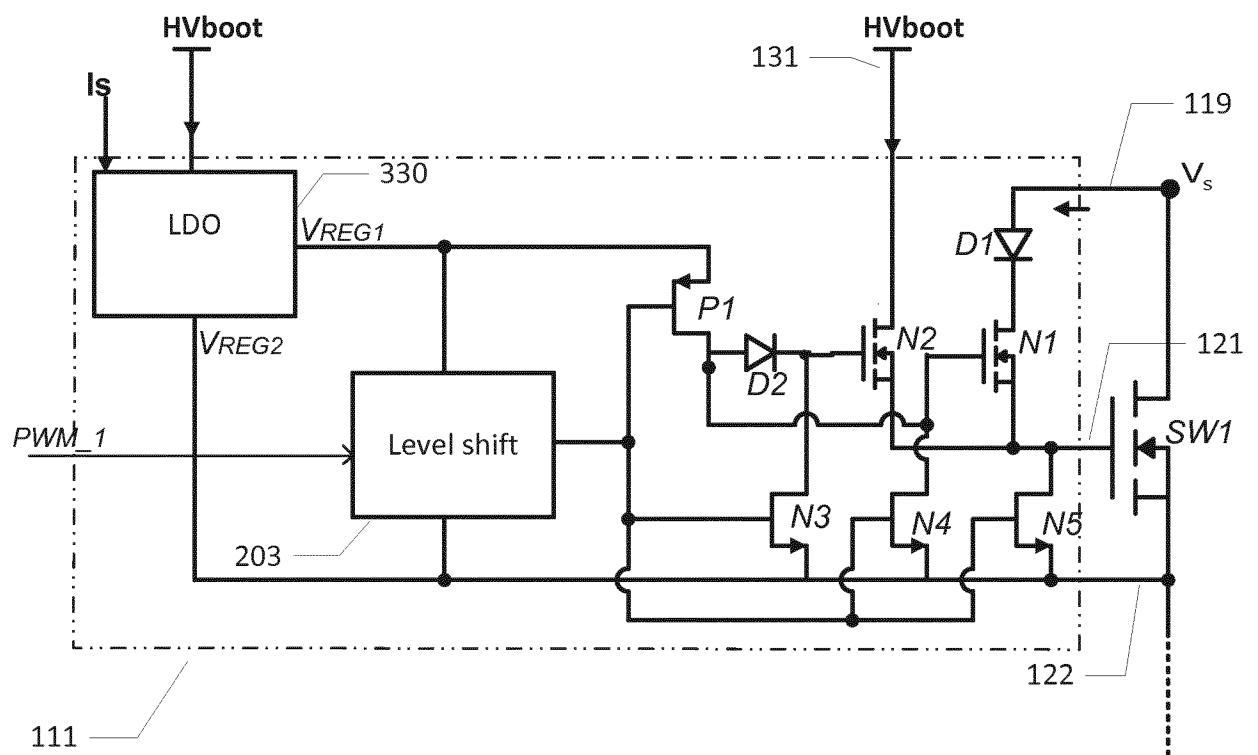 HVboot
HVboot
131
Is
119
Vs
330
LDO
VREG1
D1
P1
VREG2
N2
N1
121
D2
PWM_1
Level shift
SW1
N3
N4
N5
203
122
111